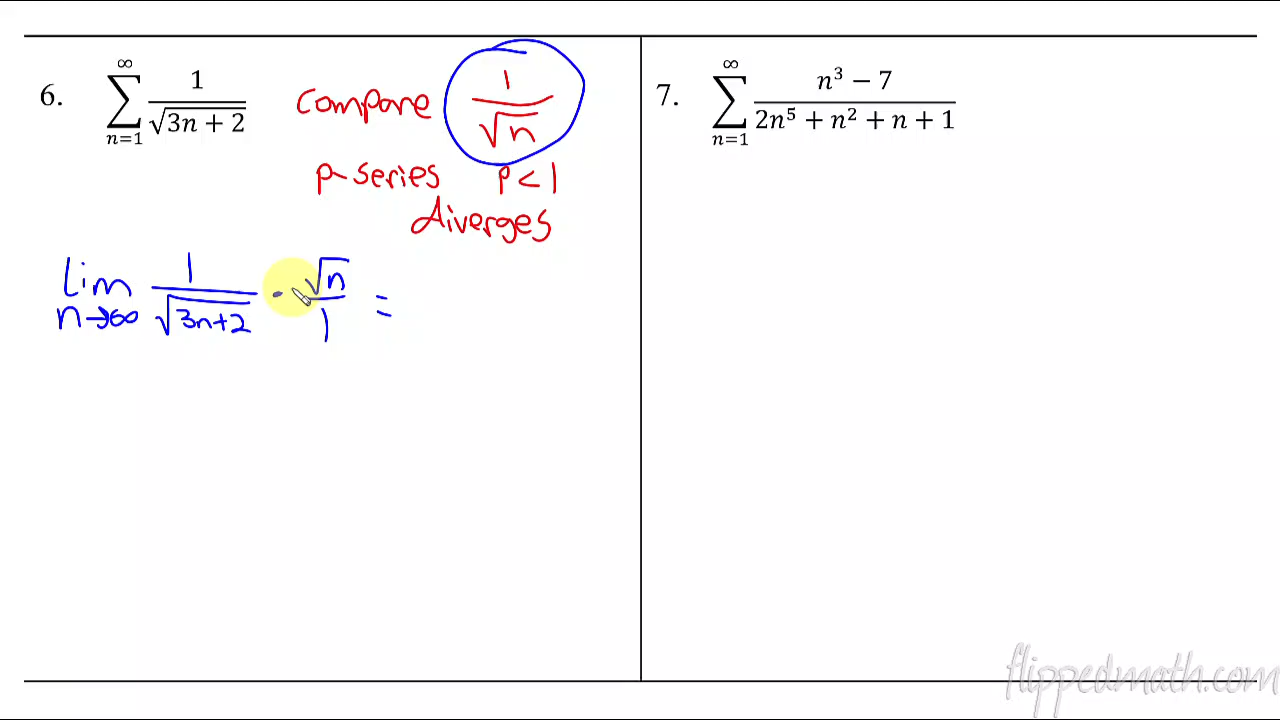 6. ∞ ∑ n=1 1/√(3n + 2) compare 1/√n
p-series p < 1
diverges
lim n→∞ 1/√(3n+2) · √n/1 =
7. ∞ ∑ n=1 (n³ − 7)/(2n⁵ + n² + n + 1)
flippedmath.com